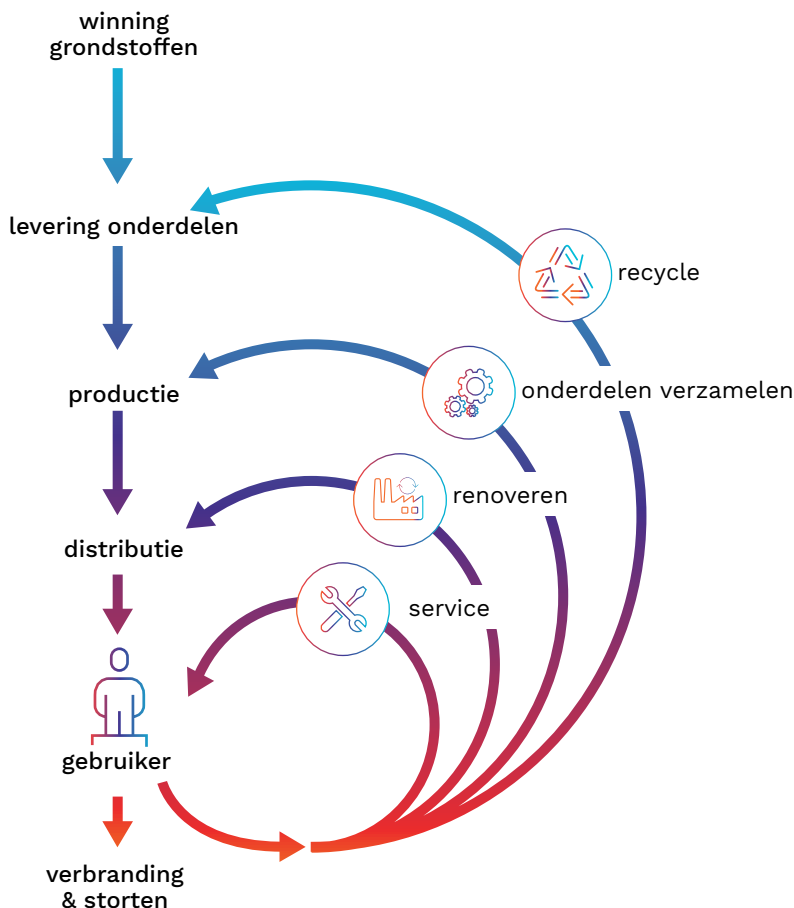 winning
grondstoffen
levering onderdelen
recycle
productie
onderdelen verzamelen
renoveren
distributie
service
gebruiker
verbranding
& storten